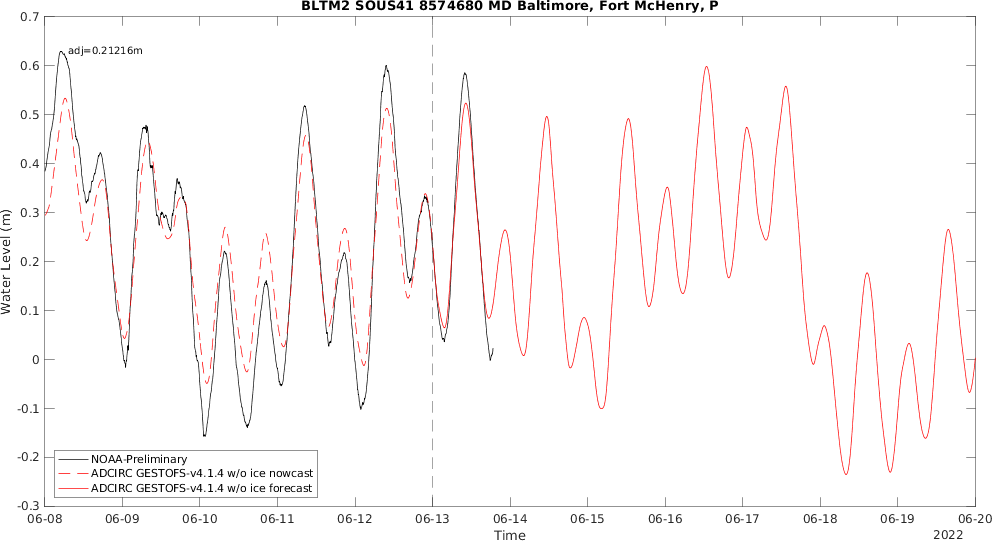 BLTM2 SOUS41 8574680 MD Baltimore, Fort McHenry, P
adj=0.21216m
0.7
0.6
0.5
0.4
0.3
0.2
0.1
0
-0.1
-0.2
-0.3
Water Level (m)
NOAA-Preliminary
ADCIRC GESTOFS-v4.1.4 w/o ice nowcast
ADCIRC GESTOFS-v4.1.4 w/o ice forecast
06-08 06-09 06-10 06-11 06-12 06-13 06-14 06-15 06-16 06-17 06-18 06-19 06-20
Time
2022